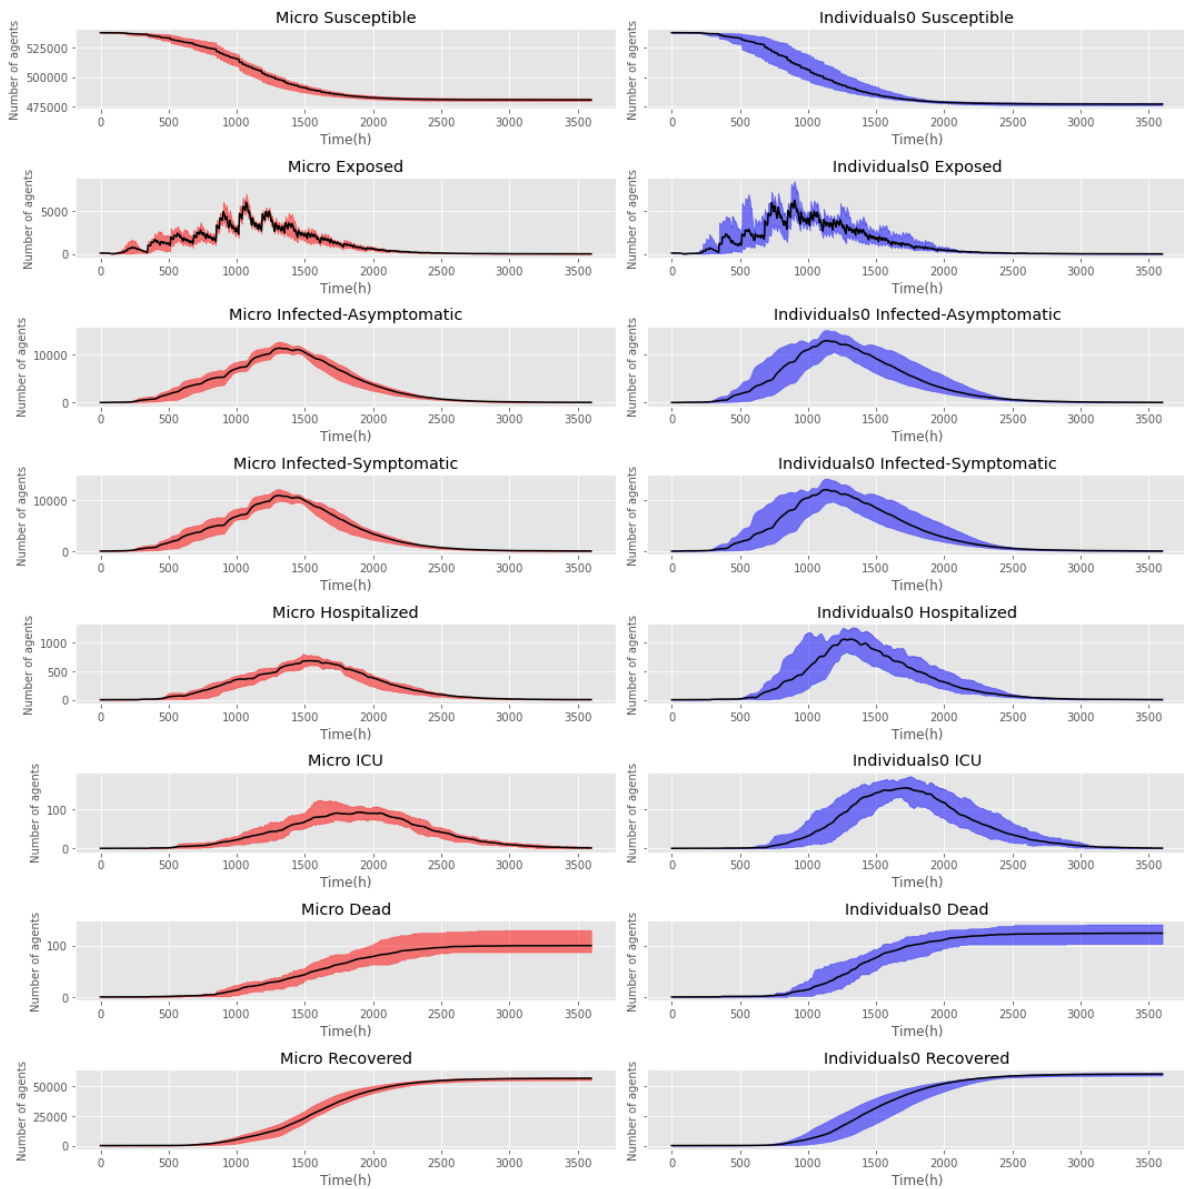 Micro Susceptible
Number of agents
525000
500000
475000
0 500 1000 1500 2000 2500 3000 3500
Time(h)
Individuals0 Susceptible
Number of agents
0 500 1000 1500 2000 2500 3000 3500
Time(h)
Micro Exposed
Number of agents
5000
0
0 500 1000 1500 2000 2500 3000 3500
Time(h)
Individuals0 Exposed
Number of agents
0 500 1000 1500 2000 2500 3000 3500
Time(h)
Micro Infected-Asymptomatic
Number of agents
10000
0
0 500 1000 1500 2000 2500 3000 3500
Time(h)
Individuals0 Infected-Asymptomatic
Number of agents
0 500 1000 1500 2000 2500 3000 3500
Time(h)
Micro Infected-Symptomatic
Number of agents
10000
0
0 500 1000 1500 2000 2500 3000 3500
Time(h)
Individuals0 Infected-Symptomatic
Number of agents
0 500 1000 1500 2000 2500 3000 3500
Time(h)
Micro Hospitalized
Number of agents
1000
500
0
0 500 1000 1500 2000 2500 3000 3500
Time(h)
Individuals0 Hospitalized
Number of agents
0 500 1000 1500 2000 2500 3000 3500
Time(h)
Micro ICU
Number of agents
100
0
0 500 1000 1500 2000 2500 3000 3500
Time(h)
Individuals0 ICU
Number of agents
0 500 1000 1500 2000 2500 3000 3500
Time(h)
Micro Dead
Number of agents
100
0
0 500 1000 1500 2000 2500 3000 3500
Time(h)
Individuals0 Dead
Number of agents
0 500 1000 1500 2000 2500 3000 3500
Time(h)
Micro Recovered
Number of agents
50000
25000
0
0 500 1000 1500 2000 2500 3000 3500
Time(h)
Individuals0 Recovered
Number of agents
0 500 1000 1500 2000 2500 3000 3500
Time(h)